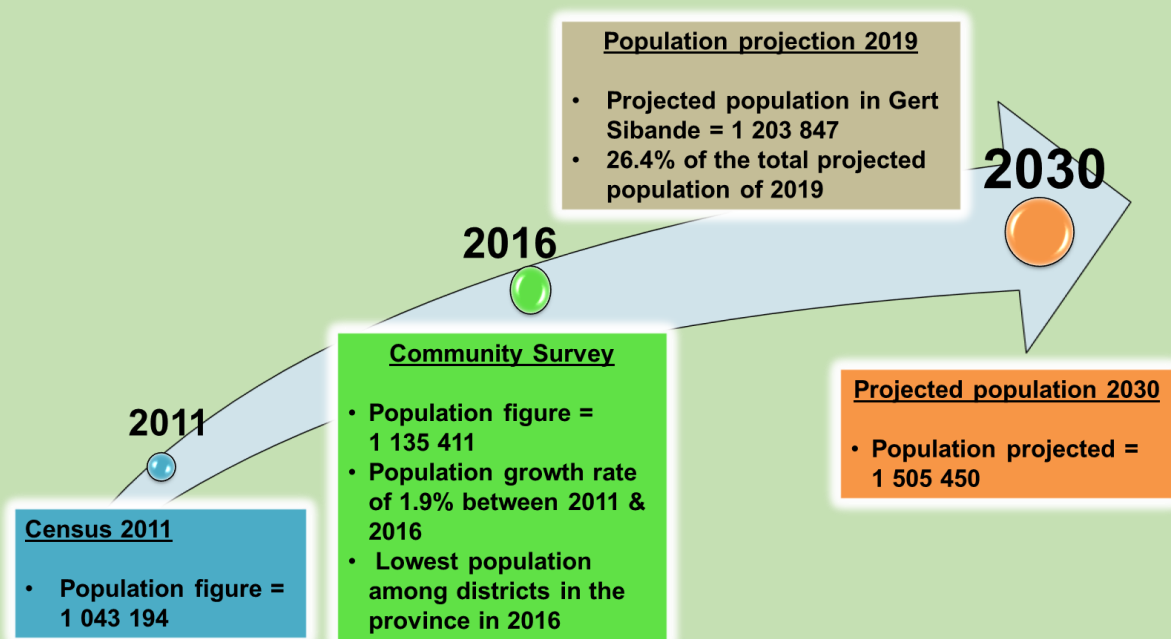 Population projection 2019
• Projected population in Gert
Sibande = 1 203 847
• 26.4% of the total projected
population of 2019
2030
2016
2011
Community Survey
• Population figure =
1 135 411
• Population growth rate
of 1.9% between 2011 &
2016
• Lowest population
among districts in the
province in 2016
Projected population 2030
• Population projected =
1 505 450
Census 2011
• Population figure =
1 043 194